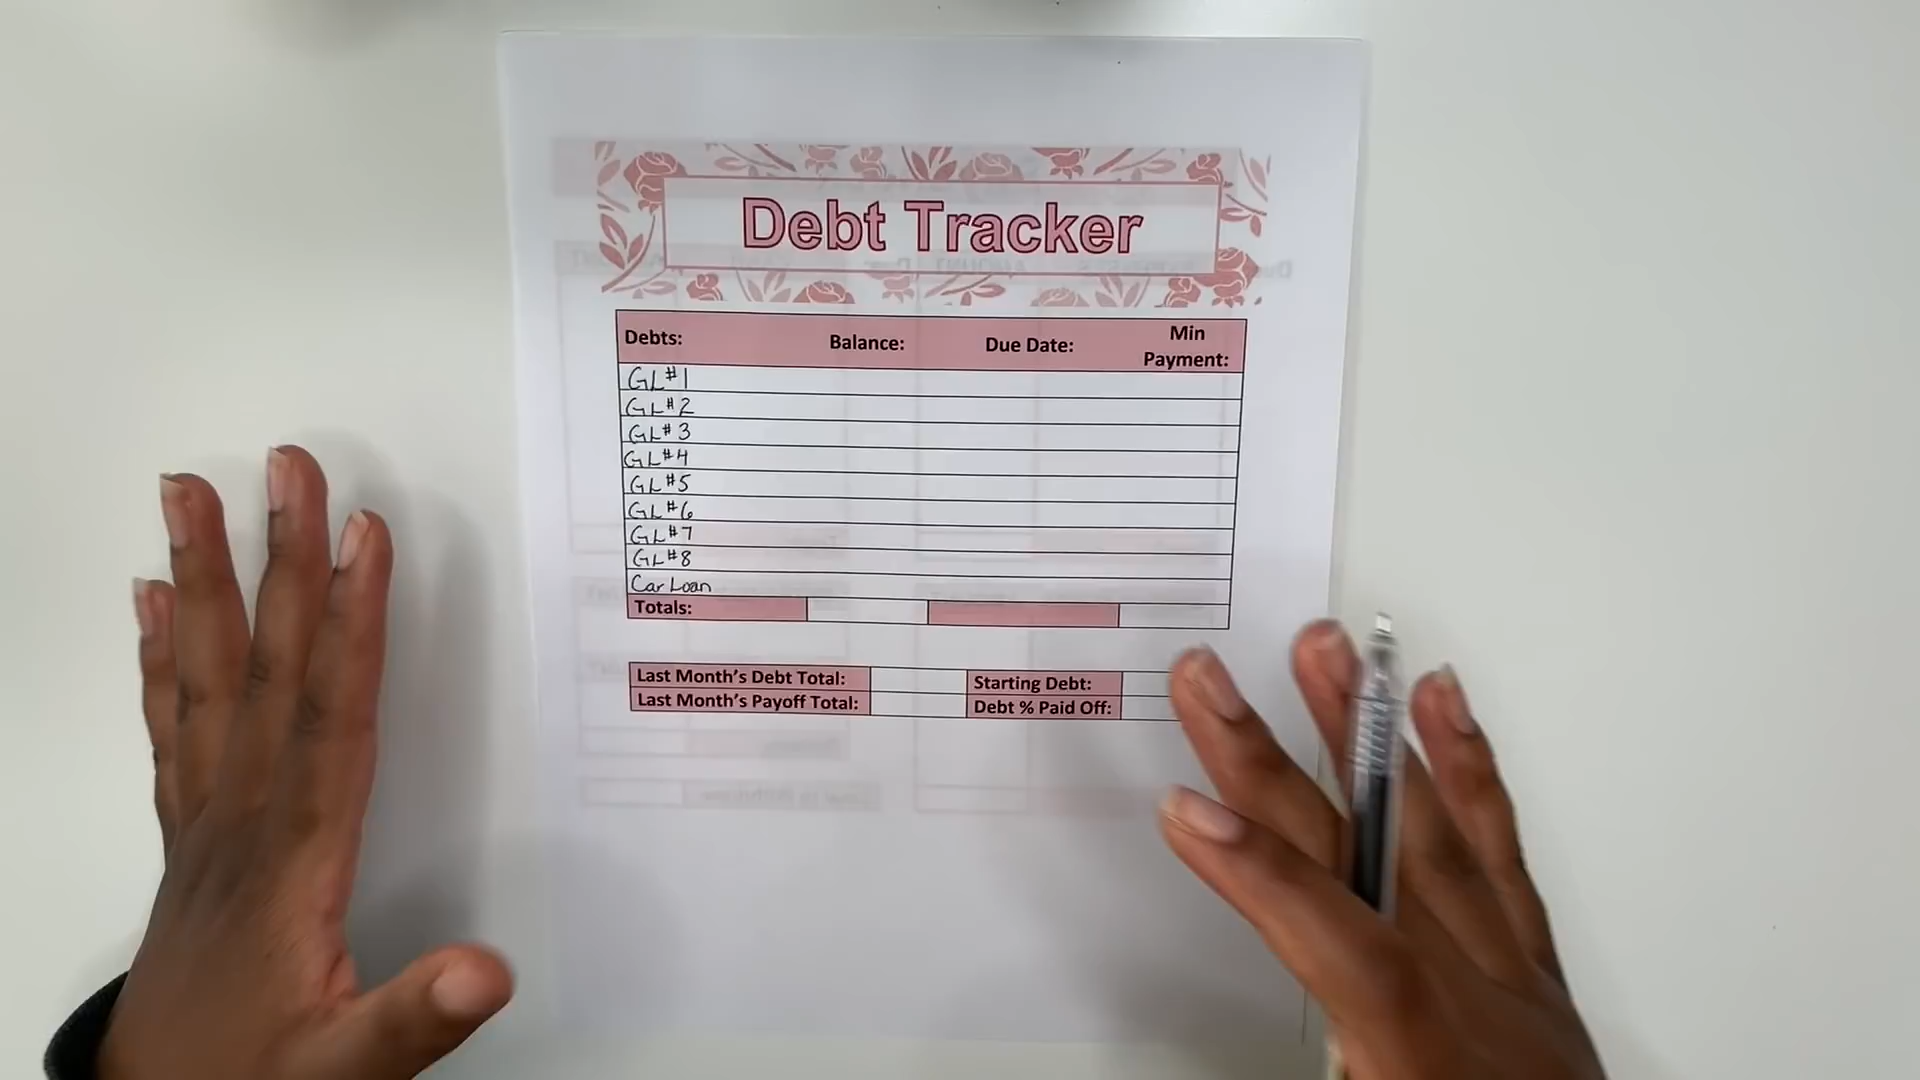 Debt Tracker
Debts: Balance: Due Date: Min Payment:
GL#1
GL#2
GL#3
GL#4
GL#5
GL#6
GL#7
GL#8
Car Loan
Totals:
Last Month's Debt Total: Starting Debt:
Last Month's Payoff Total: Debt % Paid Off: